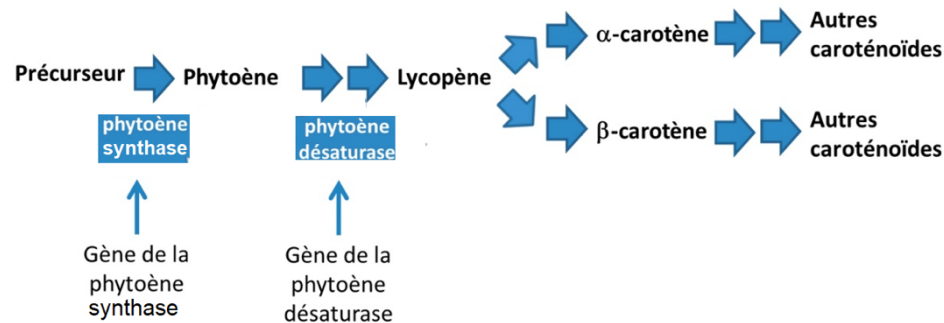 Précurseur
Phytoène
Lycopène
α-carotène
Autres
caroténoïdes
β-carotène
Autres
caroténoïdes
phytoène
synthase
phytoène
désaturase
Gène de la
phytoène
synthase
Gène de la
phytoène
désaturase